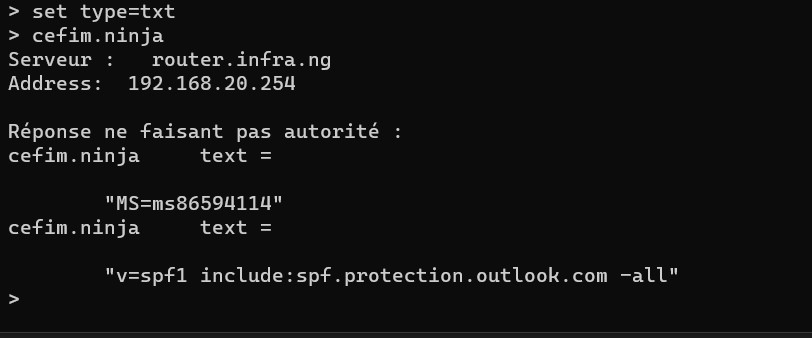 > set type=txt
> cefim.ninja
Serveur :   router.infra.ng
Address:  192.168.20.254

Réponse ne faisant pas autorité :
cefim.ninja     text =

        "MS=ms86594114"
cefim.ninja     text =

        "v=spf1 include:spf.protection.outlook.com -all"
>